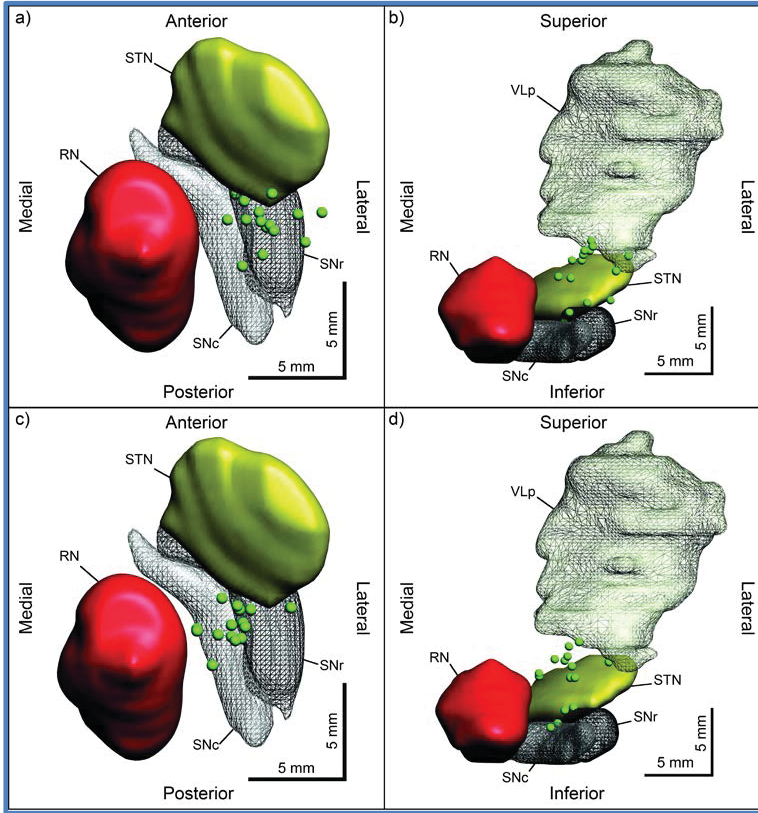 a)
Anterior
STN
RN
Medial
Lateral
SNr
SNc
5 mm
5 mm
Posterior
b)
Superior
VLp
Medial
Lateral
RN
STN
SNr
SNc
5 mm
5 mm
Inferior
c)
Anterior
STN
RN
Medial
Lateral
SNr
SNc
5 mm
5 mm
Posterior
d)
Superior
VLp
Medial
Lateral
RN
STN
SNr
SNc
5 mm
5 mm
Inferior